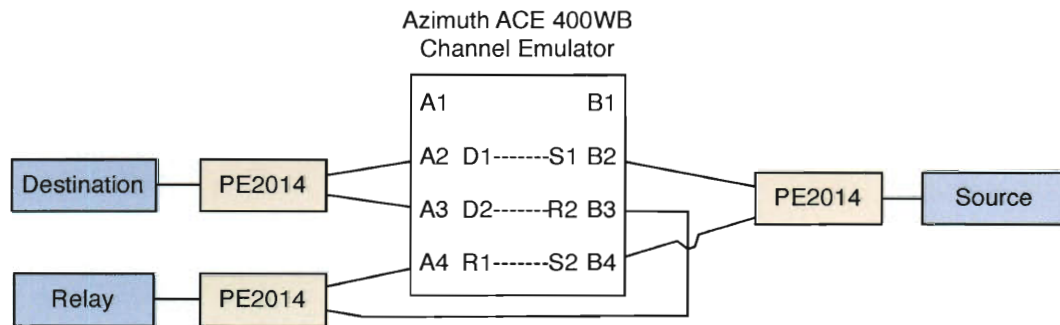 Azimuth ACE 400WB
Channel Emulator
A1 B1
A2 D1-------S1 B2
Destination PE2014
A3 D2-------R2 B3
PE2014 Source
A4 R1-------S2 B4
Relay PE2014